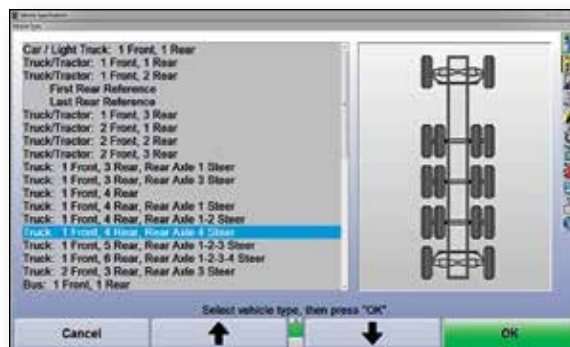 Car / Light Truck: 1 Front, 1 Rear
Truck/Tractor: 1 Front, 1 Rear
Truck/Tractor: 1 Front, 2 Rear
First Rear Reference
Last Rear Reference
Truck/Tractor: 1 Front, 3 Rear
Truck/Tractor: 2 Front, 1 Rear
Truck/Tractor: 2 Front, 2 Rear
Truck/Tractor: 2 Front, 3 Rear
Truck: 1 Front, 3 Rear, Rear Axle 1 Steer
Truck: 1 Front, 3 Rear, Rear Axle 3 Steer
Truck: 1 Front, 4 Rear
Truck: 1 Front, 4 Rear, Rear Axle 1 Steer
Truck: 1 Front, 4 Rear, Rear Axle 1-2 Steer
Truck: 1 Front, 4 Rear, Rear Axle 4 Steer
Truck: 1 Front, 5 Rear, Rear Axle 1-2-3 Steer
Truck: 1 Front, 6 Rear, Rear Axle 1-2-3-4 Steer
Truck: 2 Front, 3 Rear, Rear Axle 3 Steer
Bus: 1 Front, 1 Rear
Select vehicle type, then press "OK"
Cancel
OK